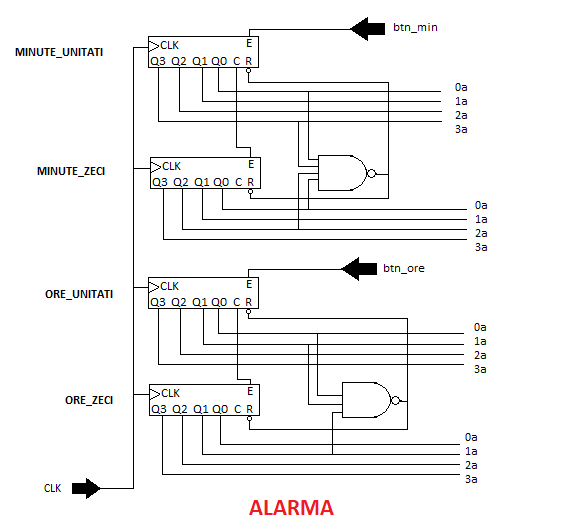 btn_min
MINUTE_UNITATI
CLK
E
Q3 Q2 Q1 Q0 C R
0a
1a
2a
3a
MINUTE_ZECI
CLK
E
Q3 Q2 Q1 Q0 C R
0a
1a
2a
3a
btn_ore
ORE_UNITATI
CLK
E
Q3 Q2 Q1 Q0 C R
0a
1a
2a
3a
ORE_ZECI
CLK
E
Q3 Q2 Q1 Q0 C R
0a
1a
2a
3a
CLK
ALARMA